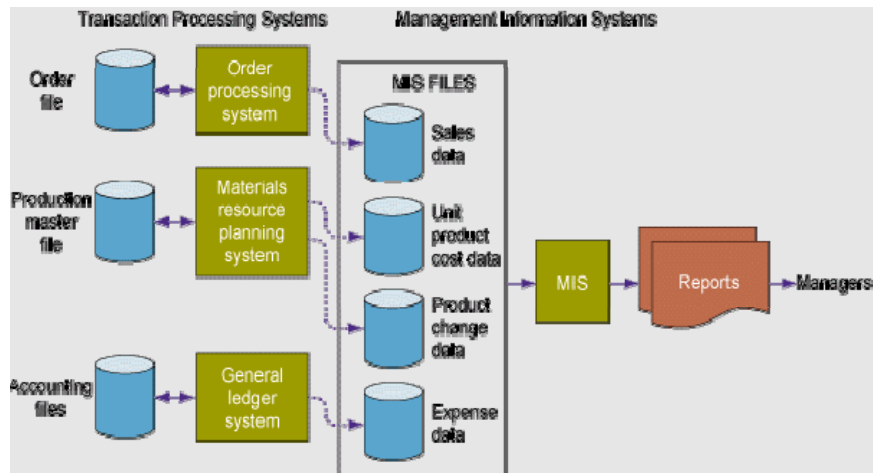 Transaction Processing Systems
Management Information Systems
Order
file
Order
processing
system
MIS FILES
Sales
data
Production
master
file
Materials
resource
planning
system
Unit
product
cost data
MIS
Reports
Managers
Product
change
data
Accounting
files
General
ledger
system
Expense
data